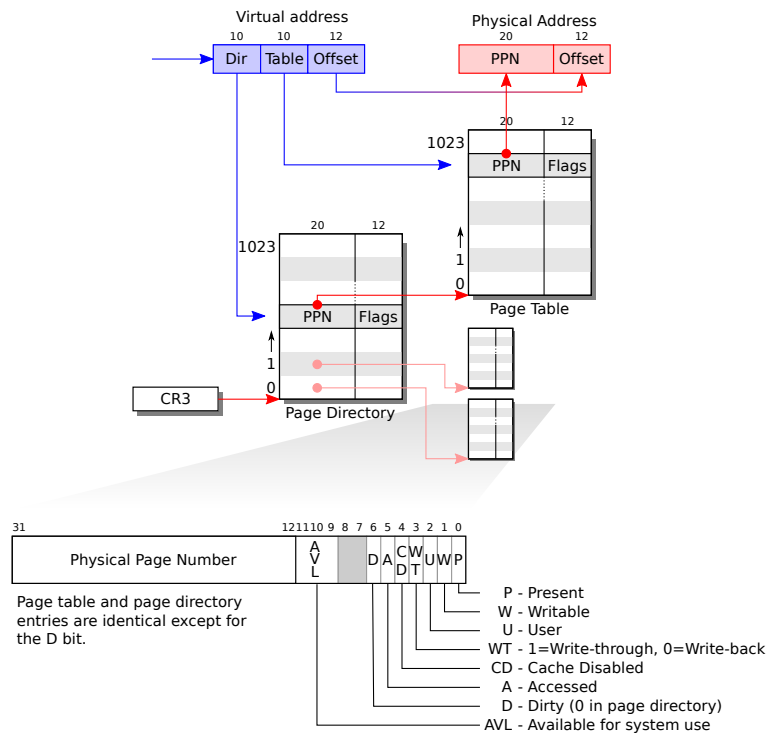 Virtual address
Physical Address
10 10 12
20 12
Dir Table Offset
PPN Offset
20 12
1023
PPN Flags
20 12
1023
1
0
Page Table
PPN Flags
1
0
CR3
Page Directory
31 12 11 10 9 8 7 6 5 4 3 2 1 0
Physical Page Number
AVL
D A CD WT U W P
Page table and page directory
entries are identical except for
the D bit.
P - Present
W - Writable
U - User
WT - 1=Write-through, 0=Write-back
CD - Cache Disabled
A - Accessed
D - Dirty (0 in page directory)
AVL - Available for system use